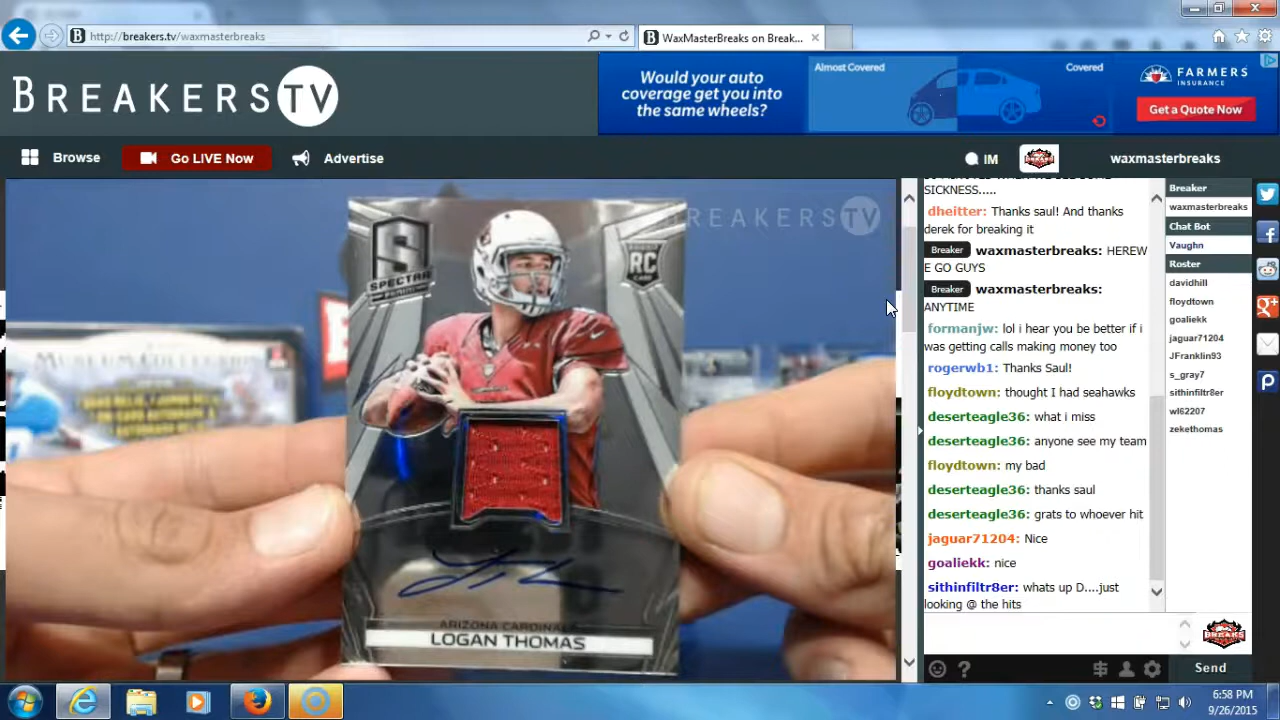 http://breakers.tv/waxmasterbreaks
WaxMasterBreaks on Break...
BREAKERSTV
Would your auto
coverage get you into
the same wheels?
Almost Covered
Covered
FARMERS
INSURANCE
Get a Quote Now
Browse
Go LIVE Now
Advertise
IM
waxmasterbreaks
BREAKERSTV
S
SPECTRA
RC
ARIZONA CARDINALS
LOGAN THOMAS
SICKNESS.....
dheitter: Thanks saul! And thanks
derek for breaking it
Breaker waxmasterbreaks: HEREW
E GO GUYS
Breaker waxmasterbreaks:
ANYTIME
formanjw: lol i hear you be better if i
was getting calls making money too
rogerwb1: Thanks Saul!
floydtown: thought I had seahawks
deserteagle36: what i miss
deserteagle36: anyone see my team
floydtown: my bad
deserteagle36: thanks saul
deserteagle36: grats to whoever hit
jaguar71204: Nice
goaliekk: nice
sithinfiltr8er: whats up D....just
looking @ the hits
Breaker
waxmasterbreaks
Chat Bot
Vaughn
Roster
davidhill
floydtown
goaliekk
jaguar71204
JFranklin93
s_gray7
sithinfiltr8er
wl62207
zekethomas
BREAKS
Send
6:58 PM
9/26/2015